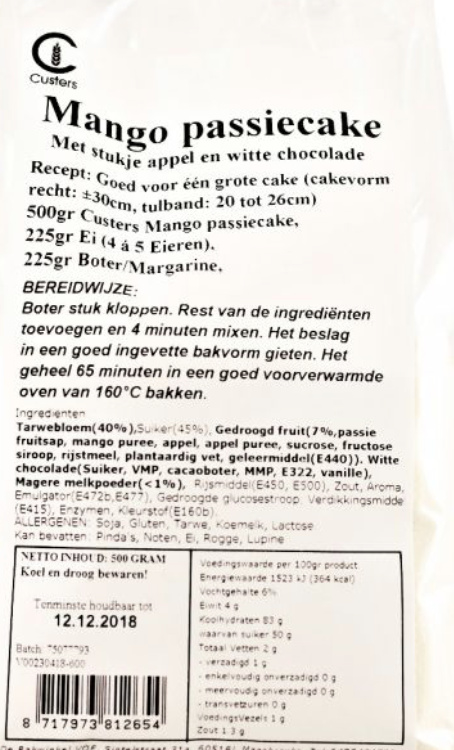 Custers
Mango passiecake
Met stukje appel en witte chocolade
Recept: Goed voor één grote cake (cakevorm
recht: ±30cm, tulband: 20 tot 26cm)
500gr Custers Mango passiecake,
225gr Ei (4 á 5 Eieren),
225gr Boter/Margarine,
BEREIDWIJZE:
Boter stuk kloppen. Rest van de ingrediënten
toevoegen en 4 minuten mixen. Het beslag
in een goed ingevette bakvorm gieten. Het
geheel 65 minuten in een goed voorverwarmde
oven van 160°C bakken.
Ingredienten
Tarwebloem(40%),Suiker(45%), Gedroogd fruit(7%,passie
fruitsap, mango puree, appel, appel puree, sucrose, fructose
siroop, rijstmeel, plantaardig vet, geleermiddel(E440)). Witte
chocolade(Suiker, VMP, cacaoboter, MMP, E322, vanille),
Magere melkpoeder(<1%), Rijsmiddel(E450, E500), Zout, Aroma,
Emulgator(E472b,E477), Gedroogde glucosestroop, Verdikkingsmidde
(E415), Enzymen, Kleurstof(E160b).
ALLERGENEN: Soja, Gluten, Tarwe, Koemelk, Lactose
Kan bevatten: Pinda's, Noten, Ei, Rogge, Lupine
NETTO INHOUD: 500 GRAM
Koel en droog bewaren!
Tenminste houdbaar tot
12.12.2018
Batch
V00230418-600
8 717973 812654
Voedingswaarde per 100gr product
Energiewaarde 1523 kJ (364 kcal)
Vochtgehalte 6%
Eiwit 4 g
Koolhydraten 83 g
waarvan suiker 50 g
Totaal vetten 2 g
- verzadigd 1 g
- enkelvoudig onverzadigd 0 g
- meervoudig onverzadigd 0 g
- transvetzuren 0 g
Voedingsvezels 1 g
Zout 1.3 g